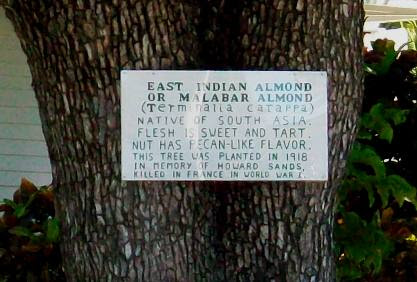 EAST INDIAN ALMOND
OR MALABAR ALMOND
(Terminalia catappa)
NATIVE OF SOUTH ASIA.
FLESH IS SWEET AND TART;
NUT HAS PECAN-LIKE FLAVOR.
THIS TREE WAS PLANTED IN 1918
IN MEMORY OF HOWARD SANDS,
KILLED IN FRANCE IN WORLD WAR I.